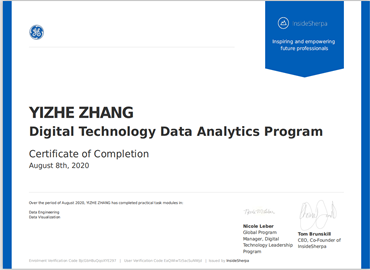 InsideSherpa
Inspiring and empowering
future professionals
YIZHE ZHANG
Digital Technology Data Analytics Program
Certificate of Completion
August 8th, 2020
Over the period of August 2020, YIZHE ZHANG has completed practical task modules in:
Data Engineering
Data Visualization
Nicole Leber
Global Program
Manager, Digital
Technology Leadership
Program
Tom Brunskill
CEO, Co-Founder of
InsideSherpa
Enrolment Verification Code
| User Verification Code
| Issued by InsideSherpa